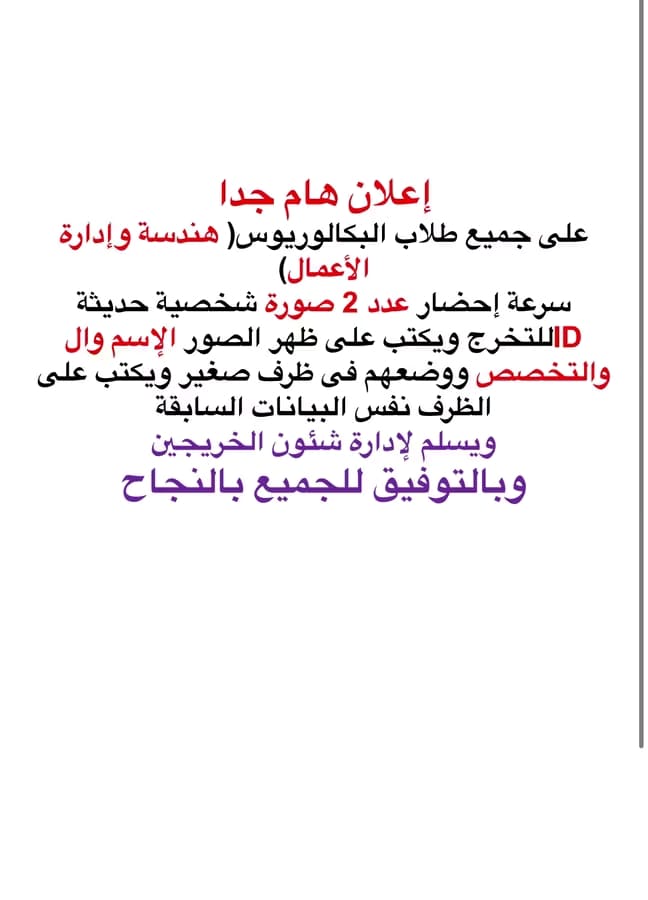 إعلان هام جدا
على جميع طلاب البكالوريوس( هندسة وإدارة
الأعمال)
سرعة إحضار عدد 2 صورة شخصية حديثة
للتخرج ويكتب على ظهر الصور الإسم وال ID
والتخصص ووضعهم فى ظرف صغير ويكتب على
الظرف نفس البيانات السابقة
ويسلم لإدارة شئون الخريجين
وبالتوفيق للجميع بالنجاح